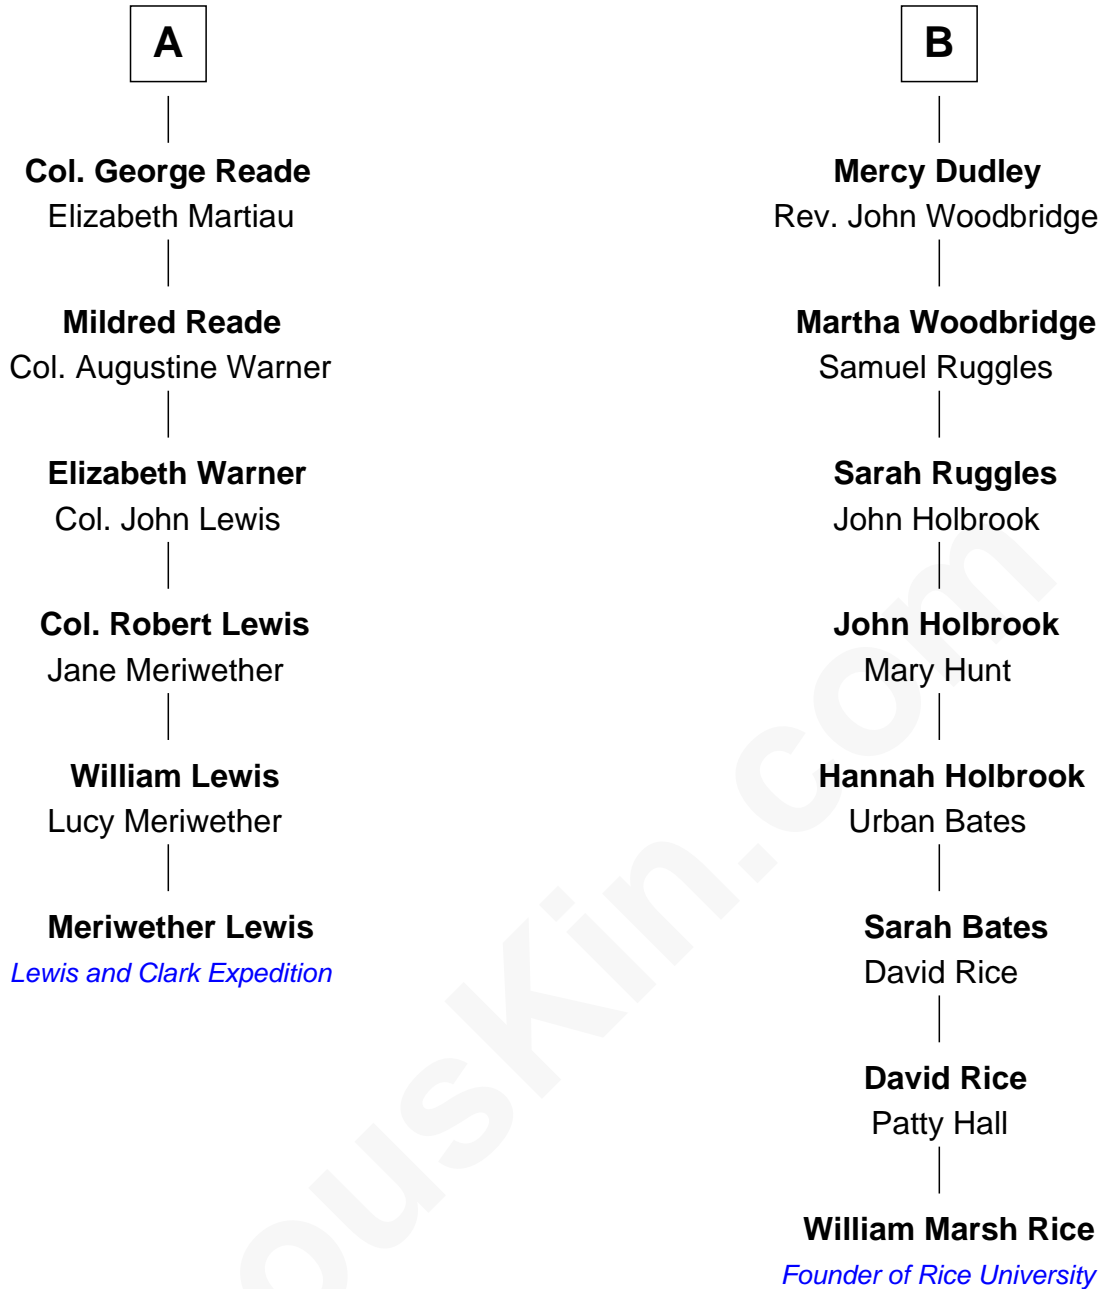 A
Col. George Reade
Elizabeth Martiau
Mildred Reade
Col. Augustine Warner
Elizabeth Warner
Col. John Lewis
Col. Robert Lewis
Jane Meriwether
William Lewis
Lucy Meriwether
Meriwether Lewis
Lewis and Clark Expedition
B
Mercy Dudley
Rev. John Woodbridge
Martha Woodbridge
Samuel Ruggles
Sarah Ruggles
John Holbrook
John Holbrook
Mary Hunt
Hannah Holbrook
Urban Bates
Sarah Bates
David Rice
David Rice
Patty Hall
William Marsh Rice
Founder of Rice University
ousKin.com